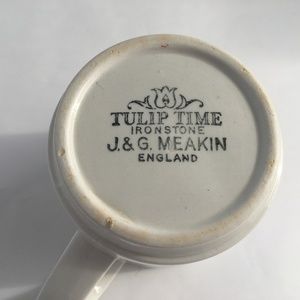 TULIP TIME
IRONSTONE
J.&G. MEAKIN
ENGLAND